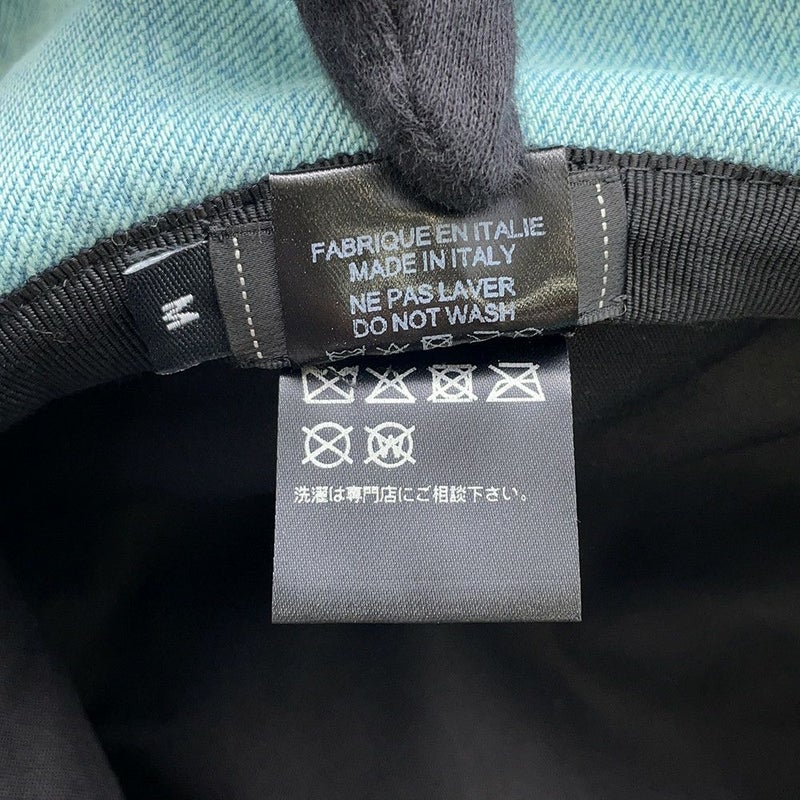 FABRIQUE EN ITALIE
MADE IN ITALY
NE PAS LAVER
DO NOT WASH
M
W
洗濯は専門店にご相談下さい。